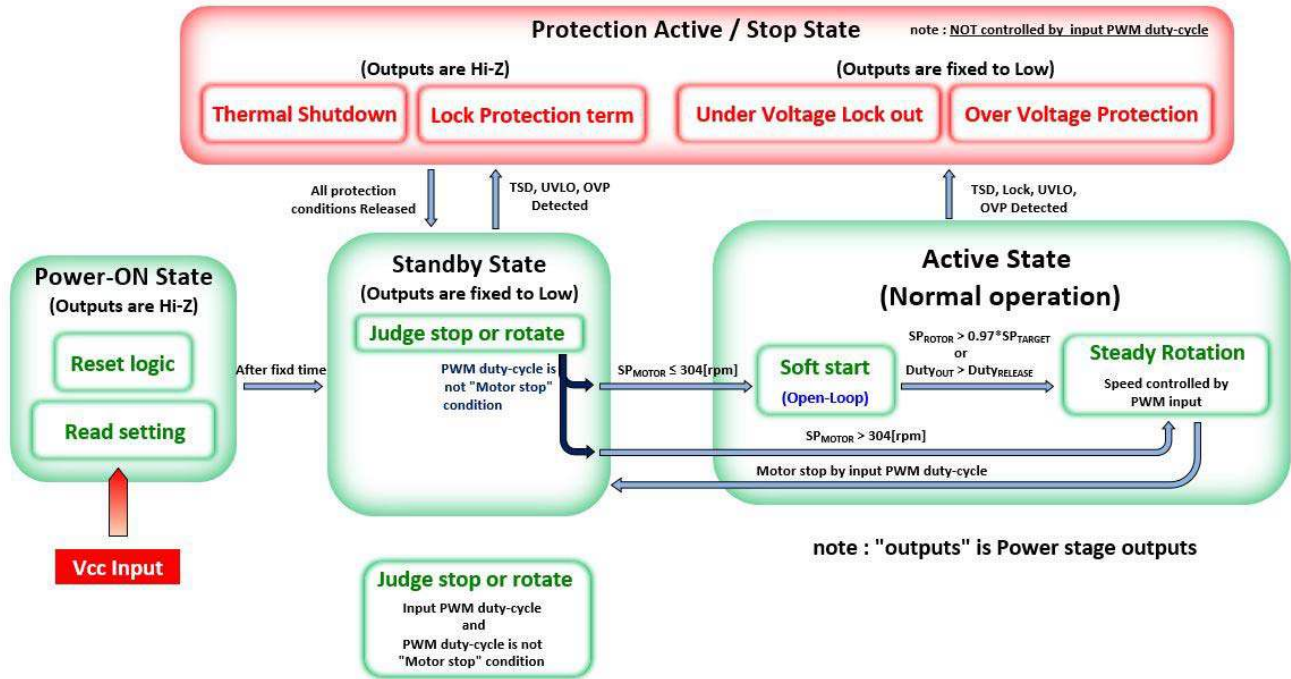 Protection Active / Stop State
note : NOT controlled by input PWM duty-cycle
(Outputs are Hi-Z)
(Outputs are fixed to Low)
Thermal Shutdown
Lock Protection term
Under Voltage Lock out
Over Voltage Protection
All protection
conditions Released
TSD, UVLO, OVP
Detected
TSD, Lock, UVLO,
OVP Detected
Power-ON State
(Outputs are Hi-Z)
Reset logic
Read setting
Vcc Input
After fixd time
Standby State
(Outputs are fixed to Low)
Judge stop or rotate
PWM duty-cycle is
not "Motor stop"
condition
SPMOTOR ≤ 304[rpm]
Active State
(Normal operation)
Soft start
(Open-Loop)
SPROTOR > 0.97*SPTARGET
or
DutyOUT > DutyRELEASE
Steady Rotation
Speed controlled by
PWM input
SPMOTOR > 304[rpm]
Motor stop by input PWM duty-cycle
note : "outputs" is Power stage outputs
Judge stop or rotate
Input PWM duty-cycle
and
PWM duty-cycle is not
"Motor stop" condition